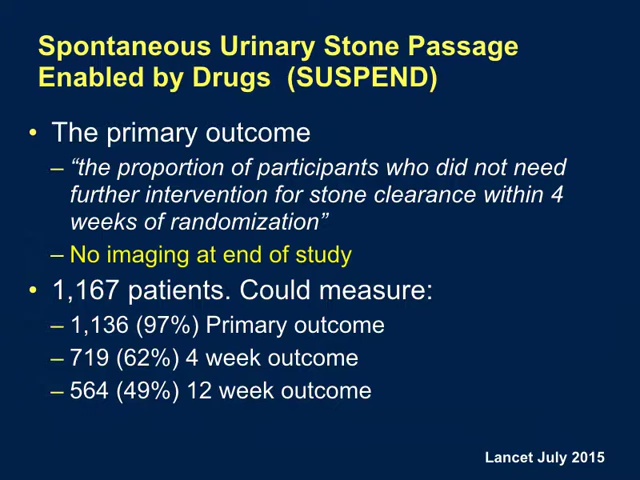 Spontaneous Urinary Stone Passage
Enabled by Drugs  (SUSPEND)
• The primary outcome
– “the proportion of participants who did not need
further intervention for stone clearance within 4
weeks of randomization”
– No imaging at end of study
• 1,167 patients. Could measure:
– 1,136 (97%) Primary outcome
– 719 (62%) 4 week outcome
– 564 (49%) 12 week outcome
Lancet July 2015